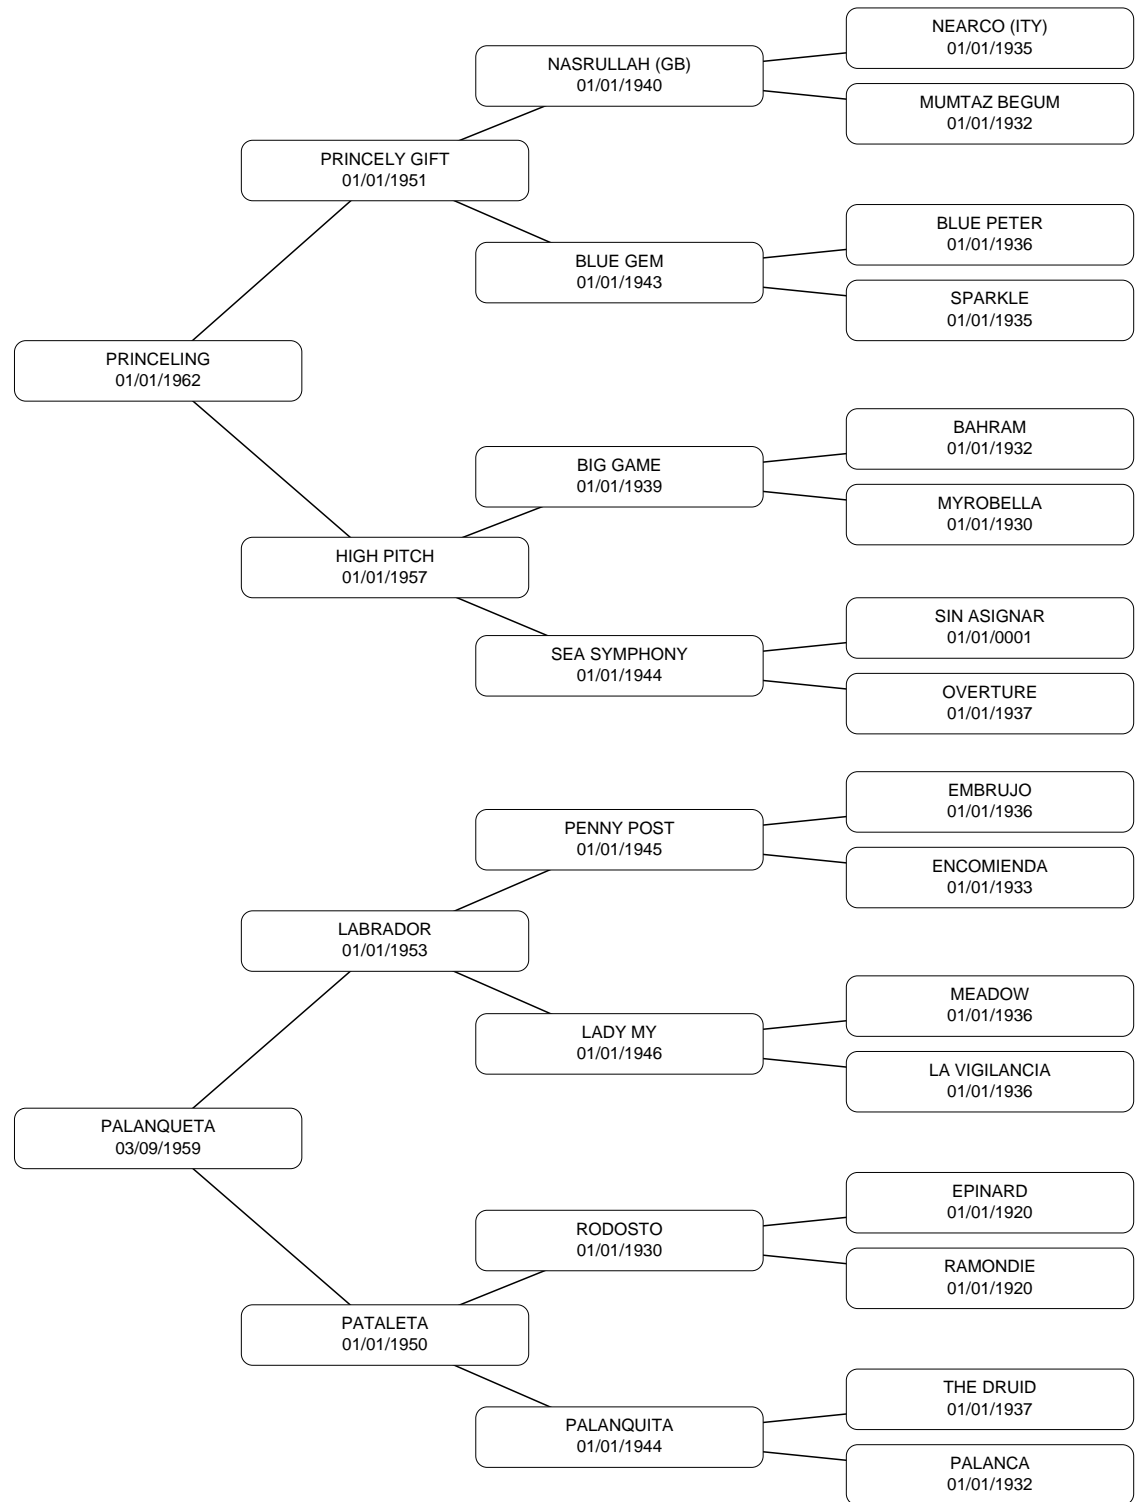 NEARCO (ITY)
01/01/1935
NASRULLAH (GB)
01/01/1940
MUMTAZ BEGUM
01/01/1932
PRINCELY GIFT
01/01/1951
BLUE PETER
01/01/1936
BLUE GEM
01/01/1943
SPARKLE
01/01/1935
PRINCELING
01/01/1962
BAHRAM
01/01/1932
BIG GAME
01/01/1939
MYROBELLA
01/01/1930
HIGH PITCH
01/01/1957
SIN ASIGNAR
01/01/0001
SEA SYMPHONY
01/01/1944
OVERTURE
01/01/1937
EMBRUJO
01/01/1936
PENNY POST
01/01/1945
ENCOMIENDA
01/01/1933
LABRADOR
01/01/1953
MEADOW
01/01/1936
LADY MY
01/01/1946
LA VIGILANCIA
01/01/1936
PALANQUETA
03/09/1959
EPINARD
01/01/1920
RODOSTO
01/01/1930
RAMONDIE
01/01/1920
PATALETA
01/01/1950
THE DRUID
01/01/1937
PALANQUITA
01/01/1944
PALANCA
01/01/1932